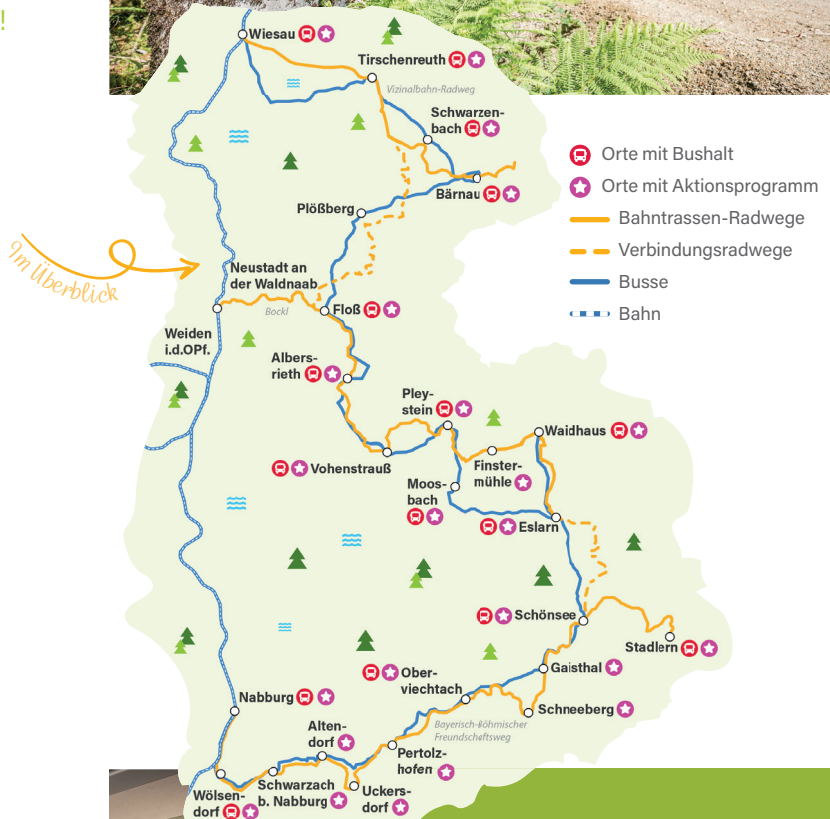 !
Wiesau
Tirschenreuth
Vizinalbahn-Radweg
Schwarzen-
bach
Bärnau
Plößberg
Orte mit Bushalt
Orte mit Aktionsprogramm
Bahntrassen-Radwege
Verbindungsradwege
Busse
Bahn
Im Überblick
Neustadt an
der Waldnaab
Bockl
Floß
Weiden
i.d.OPf.
Albers-
rieth
Pley-
stein
Waidhaus
Vohenstrauß
Finster-
mühle
Moos-
bach
Eslarn
Schönsee
Stadlern
Ober-
viechtach
Gaisthal
Nabburg
Schneeberg
Bayerisch-Böhmischer
Freundschaftsweg
Alten-
dorf
Pertolz-
hofen
Schwarzach
b. Nabburg
Uckers-
dorf
Wölsen-
dorf